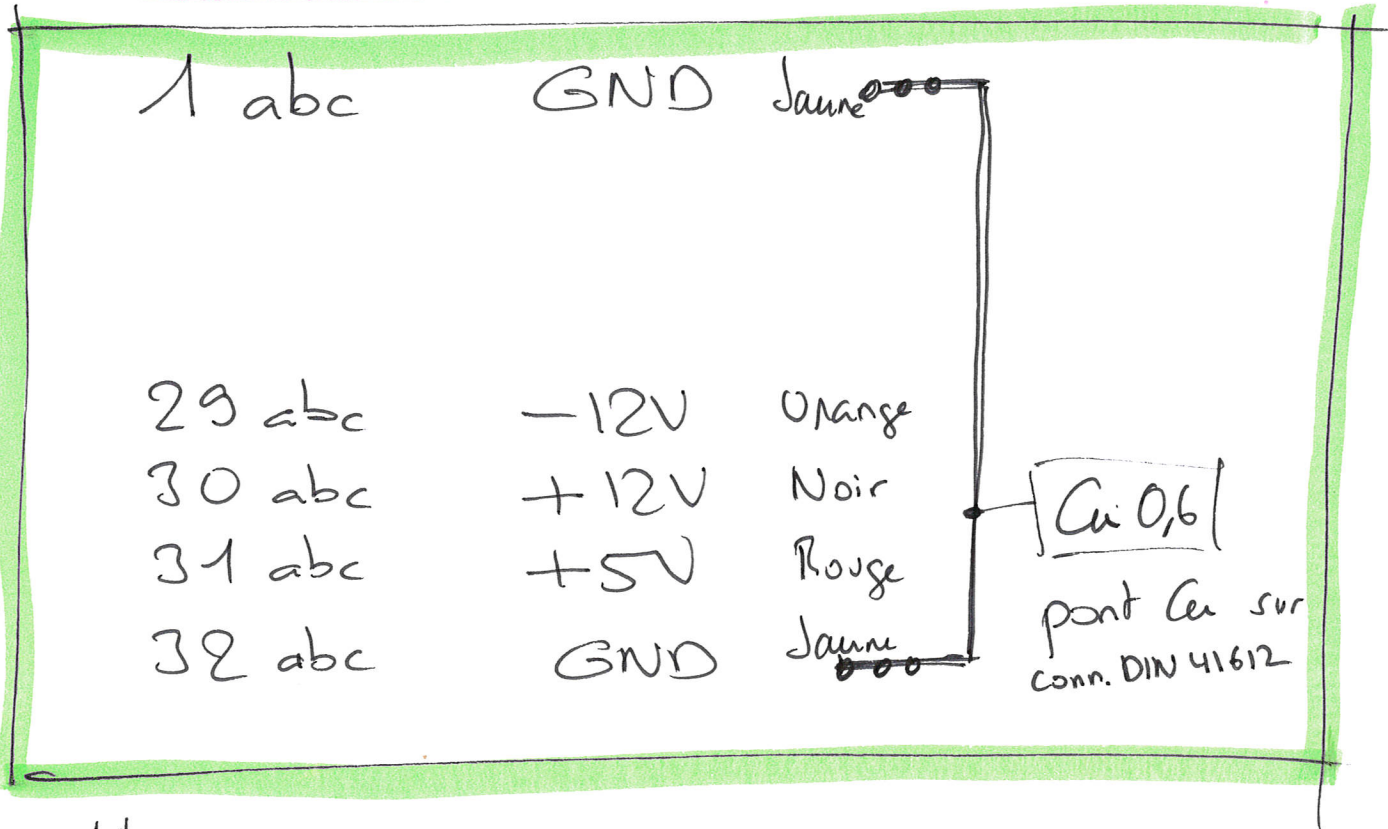 1 abc GND Jaune
29 abc -12V Orange
30 abc +12V Noir
Cu 0,6
31 abc +5V Rouge
pont Cu sur
32 abc GND Jaune
conn. DIN 41612